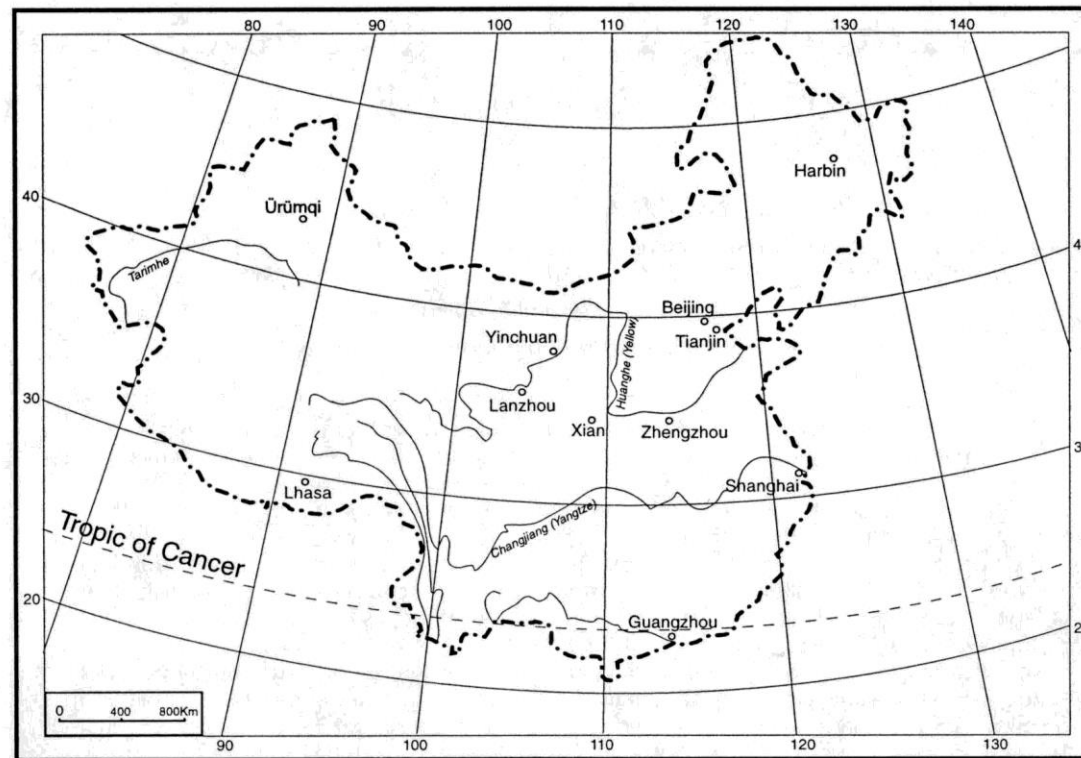 80 90 100 110 120 130 140
Harbin
40
Ürümqi
4
Tarimhe
Beijing
Yinchuan
Tianjin
Huanghe (Yellow)
Lanzhou
30
Xian
Zhengzhou
3
Shanghai
Lhasa
Changjiang (Yangtze)
Tropic of Cancer
20
Guangzhou
2
0 400 800Km
90 100 110 120 130